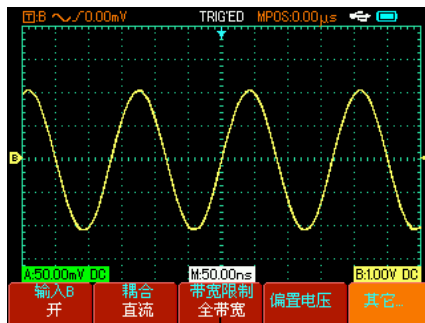 T:B 0.00mV TRIG'ED MPOS:0.00μs
B
A:50.00mV DC M:50.00ns B:1.00V DC
输入B 耦合 带宽限制 偏置电压 其它...
开 直流 全带宽